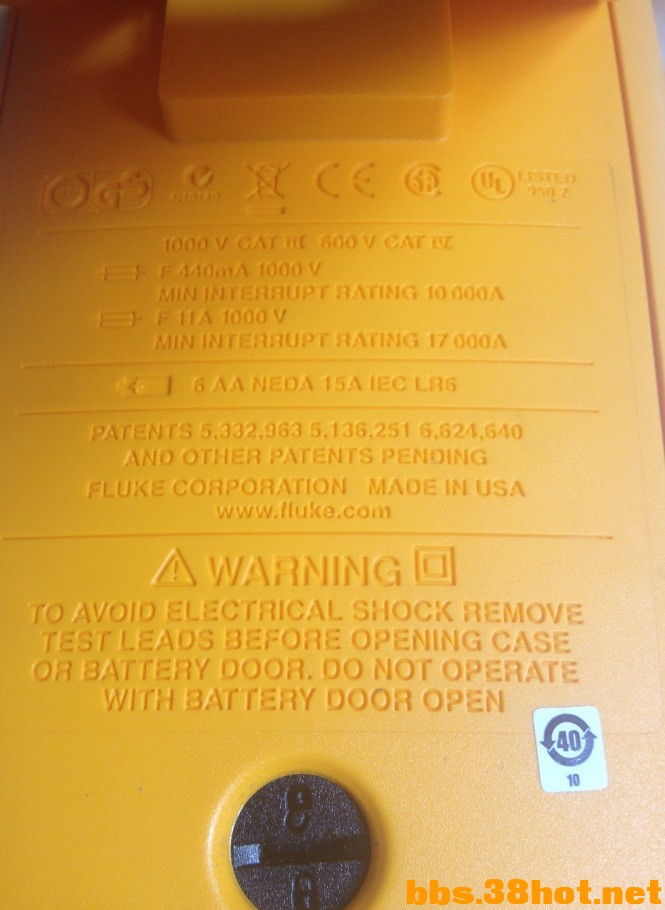 UL LISTED
950 Z
N10140
1000 V CAT III 600 V CAT IV
F 440mA 1000 V
MIN INTERRUPT RATING 10 000A
F 11A 1000 V
MIN INTERRUPT RATING 17 000A
6 AA NEDA 15A IEC LR6
PATENTS 5,332,963 5,136,251 6,624,640
AND OTHER PATENTS PENDING
FLUKE CORPORATION MADE IN USA
www.fluke.com
WARNING
TO AVOID ELECTRICAL SHOCK REMOVE
TEST LEADS BEFORE OPENING CASE
OR BATTERY DOOR. DO NOT OPERATE
WITH BATTERY DOOR OPEN
40
10
bbs.38hot.net